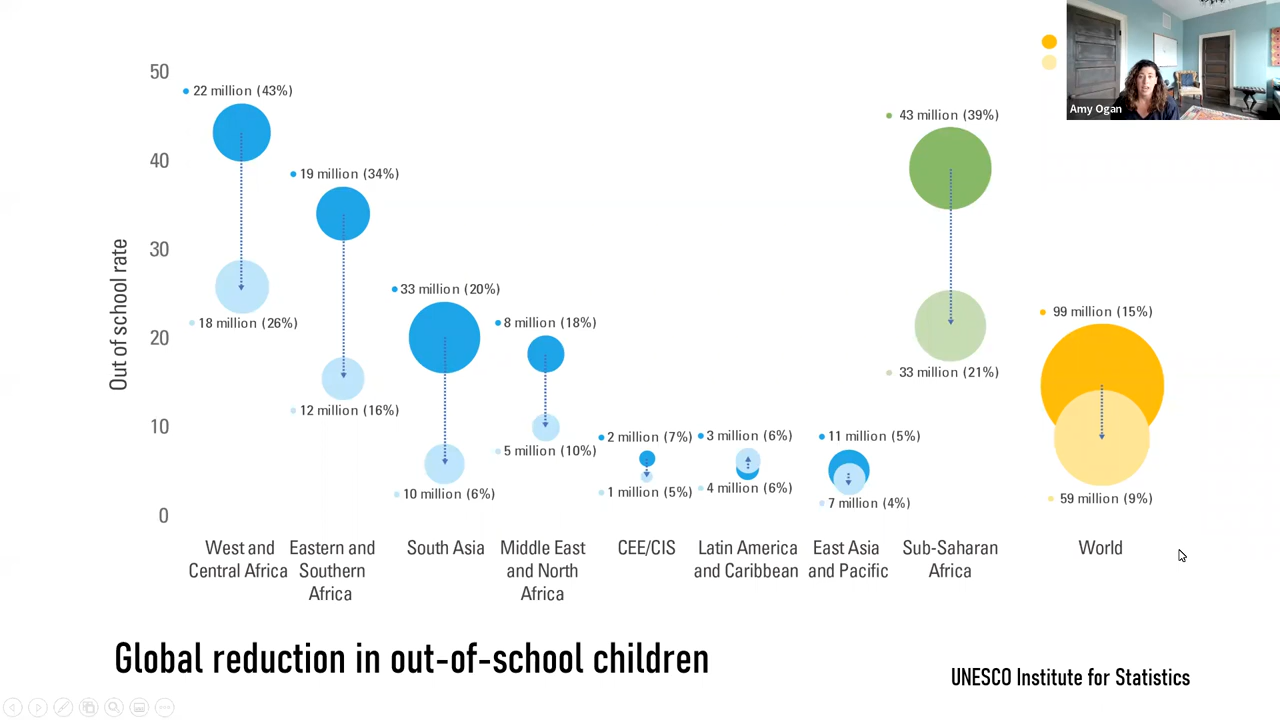 Amy Ogan
50
40
30
20
10
0
Out of school rate
22 million (43%)
18 million (26%)
19 million (34%)
12 million (16%)
33 million (20%)
10 million (6%)
8 million (18%)
5 million (10%)
2 million (7%)
1 million (5%)
3 million (6%)
4 million (6%)
11 million (5%)
7 million (4%)
43 million (39%)
33 million (21%)
99 million (15%)
59 million (9%)
West and
Central Africa
Eastern and
Southern
Africa
South Asia
Middle East
and North
Africa
CEE/CIS
Latin America
and Caribbean
East Asia
and Pacific
Sub-Saharan
Africa
World
Global reduction in out-of-school children
UNESCO Institute for Statistics